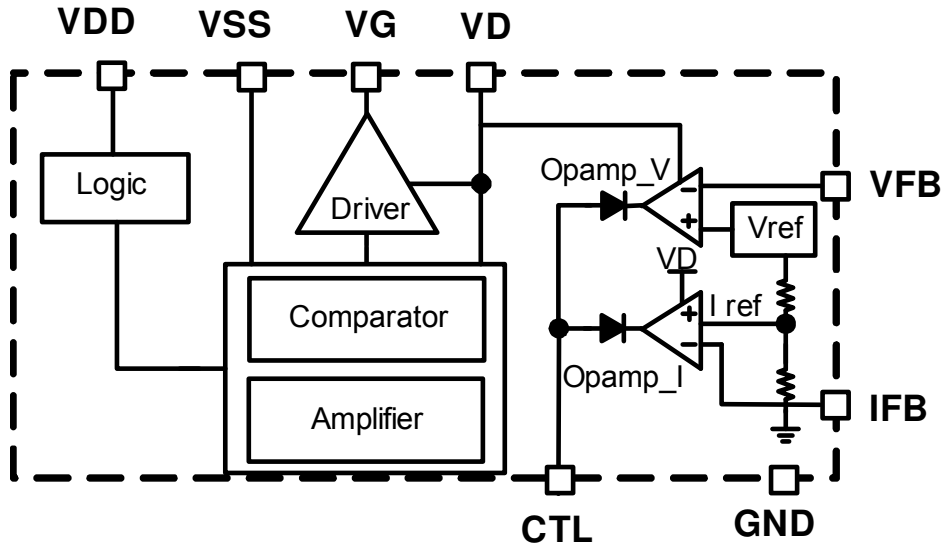 VDD
VSS
VG
VD
Logic
Driver
Opamp_V
VFB
Vref
VD
Comparator
I ref
Opamp_I
Amplifier
IFB
CTL
GND